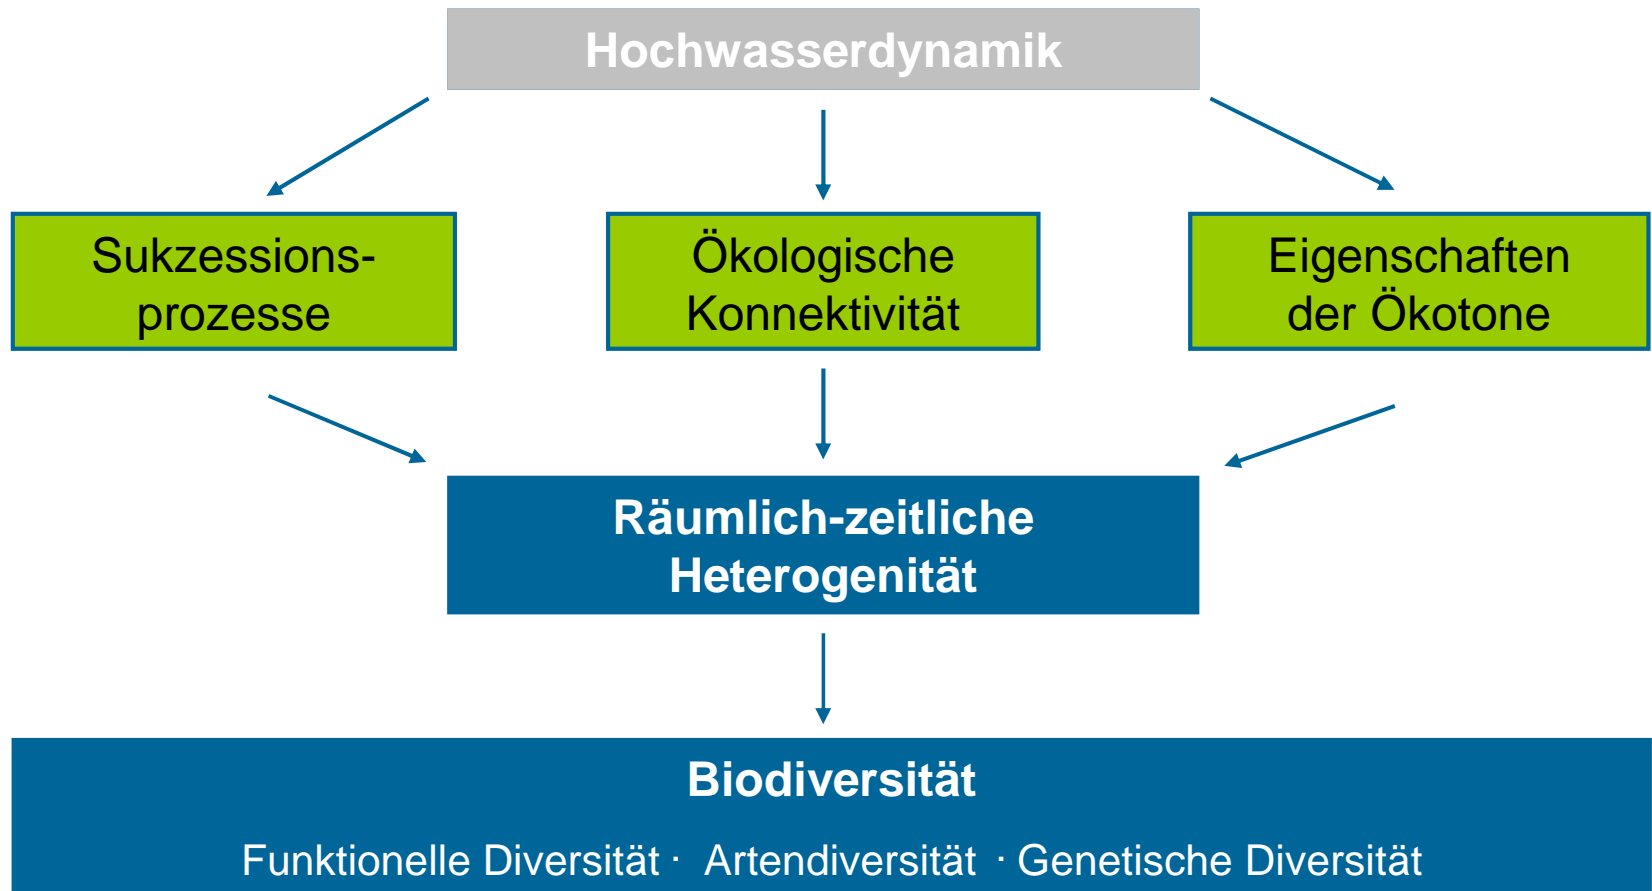 Hochwasserdynamik
Sukzessions-
prozesse
Ökologische
Konnektivität
Eigenschaften
der Ökotone
Räumlich-zeitliche
Heterogenität
Biodiversität
Funktionelle Diversität · Artendiversität · Genetische Diversität